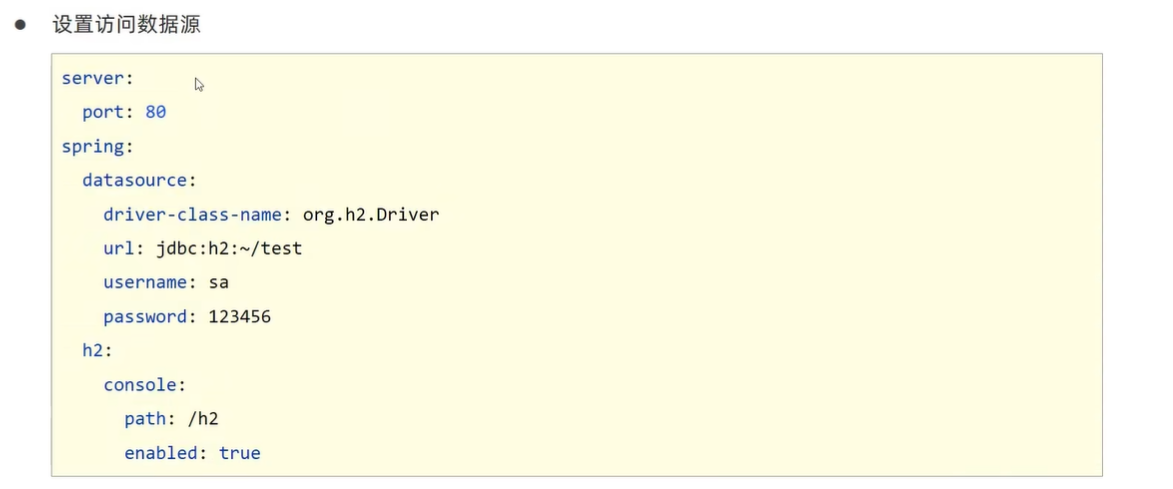 ● 设置访问数据源
server:
  port: 80
spring:
  datasource:
    driver-class-name: org.h2.Driver
    url: jdbc:h2:~/test
    username: sa
    password: 123456
  h2:
    console:
      path: /h2
      enabled: true